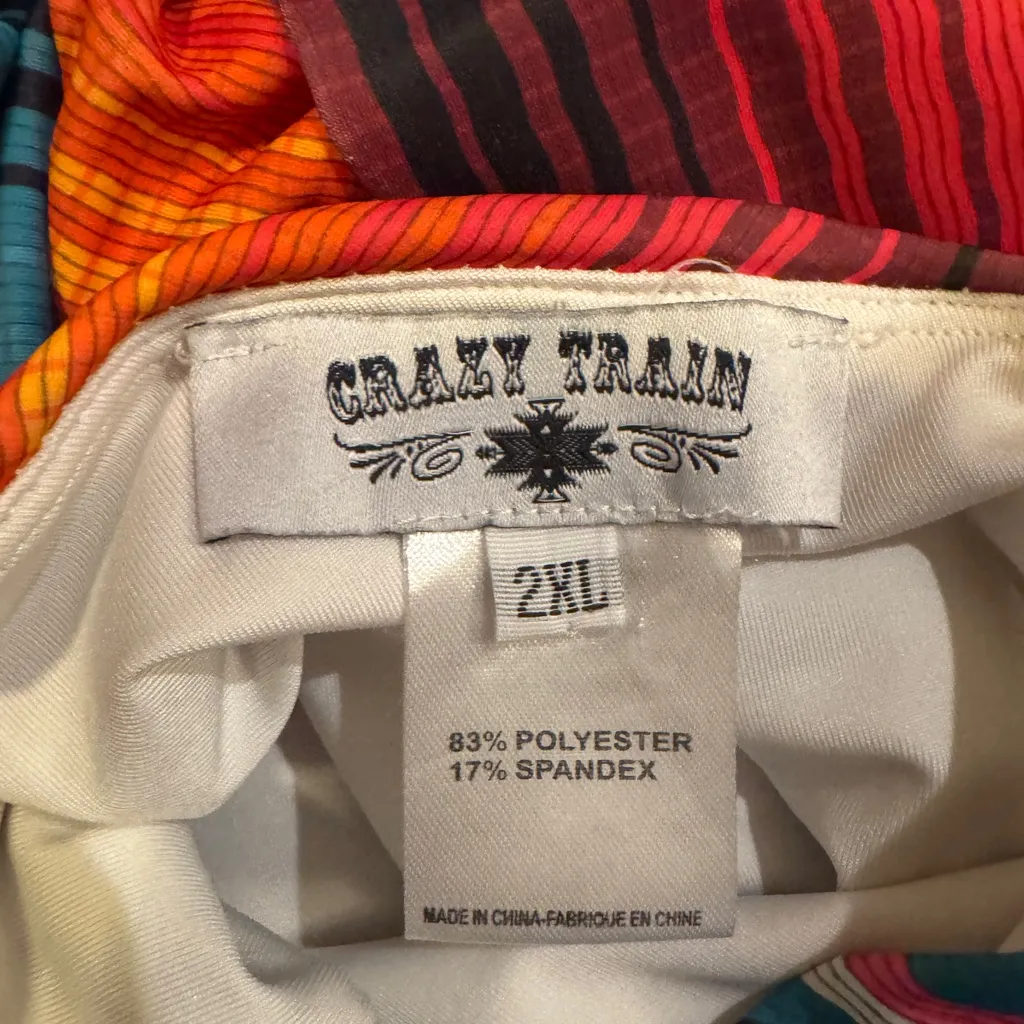 CRAZY TRAIN
2XL
83% POLYESTER
17% SPANDEX
MADE IN CHINA-FABRIQUE EN CHINE